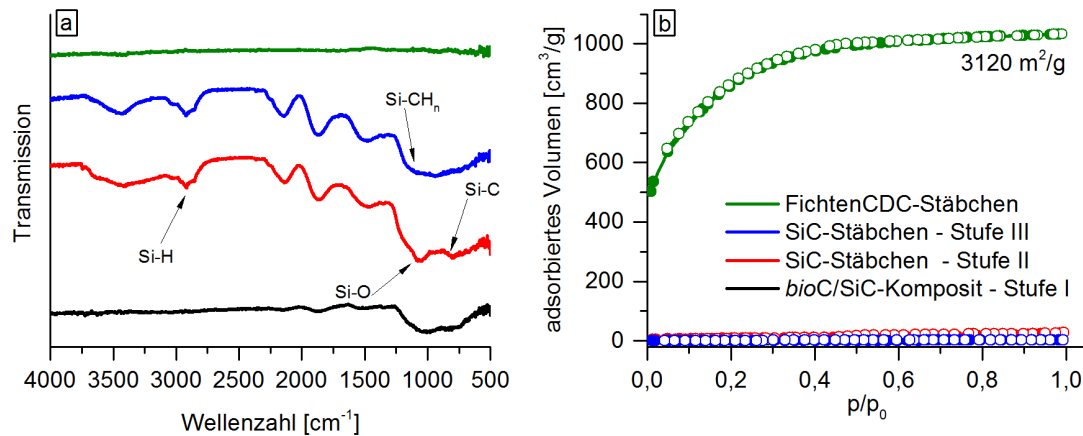 a
Transmission
Si-CHn
Si-C
Si-H
Si-O
4000 3500 3000 2500 2000 1500 1000 500
Wellenzahl [cm-1]
b
adsorbiertes Volumen [cm3/g]
1000
800
600
400
200
0
3120 m2/g
FichtenCDC-Stäbchen
SiC-Stäbchen - Stufe III
SiC-Stäbchen - Stufe II
bioC/SiC-Komposit - Stufe I
0,0 0,2 0,4 0,6 0,8 1,0
p/p0